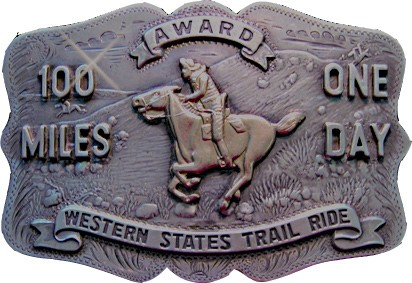 AWARD
100 MILES
ONE DAY
WESTERN STATES TRAIL RIDE